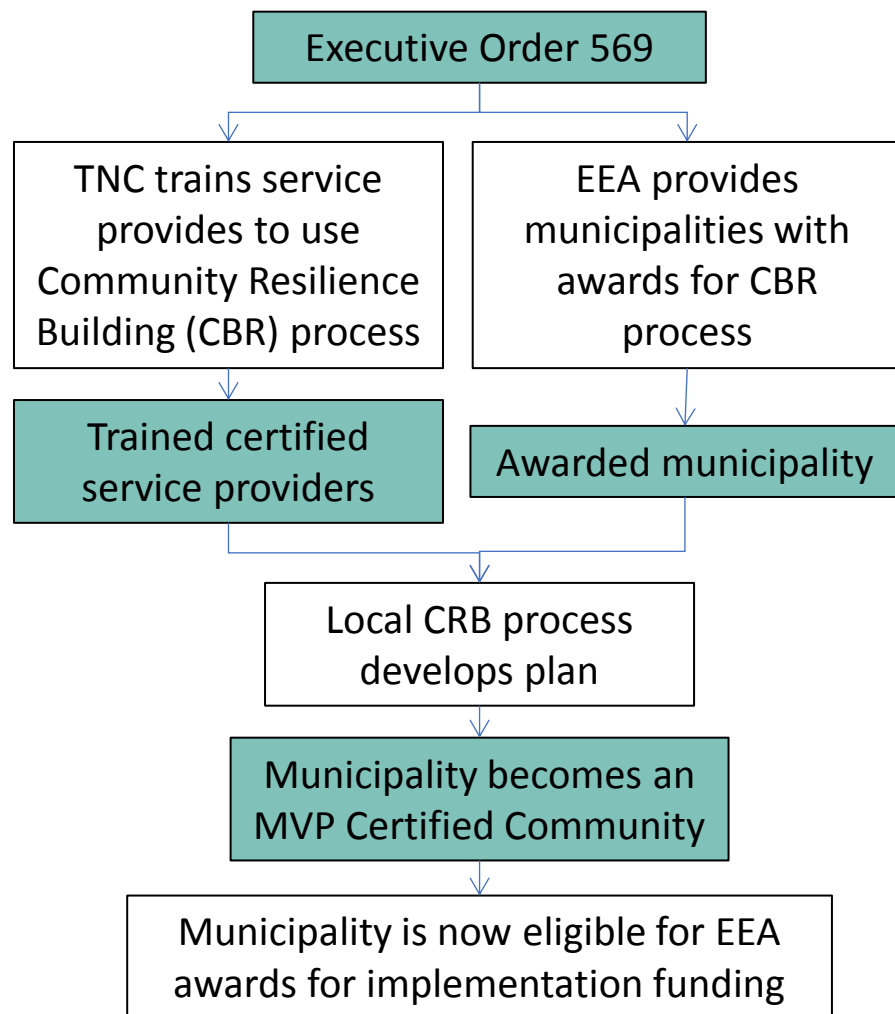 Executive Order 569
TNC trains service
provides to use
Community Resilience
Building (CBR) process
EEA provides
municipalities with
awards for CBR
process
Trained certified
service providers
Awarded municipality
Local CRB process
develops plan
Municipality becomes an
MVP Certified Community
Municipality is now eligible for EEA
awards for implementation funding